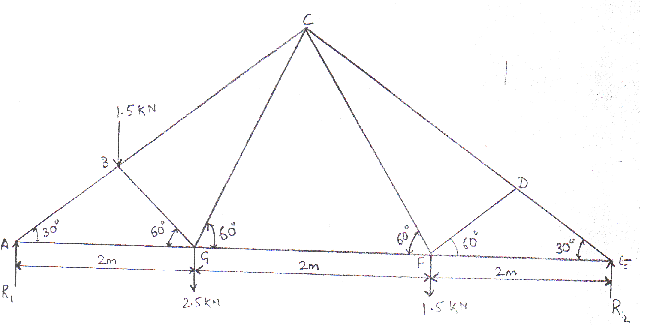 C
1.5KN
B
D
A 30° 60° 60° 60° 60° 30° E
G F
2m 2m 2m
R1 2.5KN 1.5KN R2